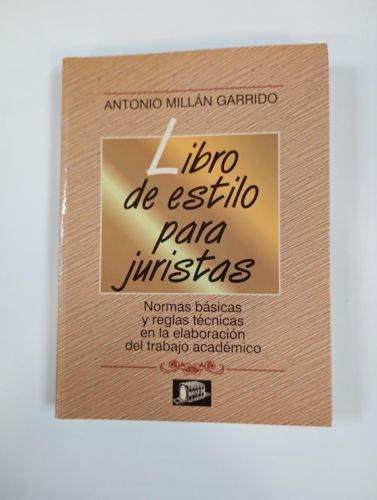 ANTONIO MILLÁN GARRIDO
Libro
de estilo
para
juristas
Normas básicas
y reglas técnicas
en la elaboración
del trabajo académico